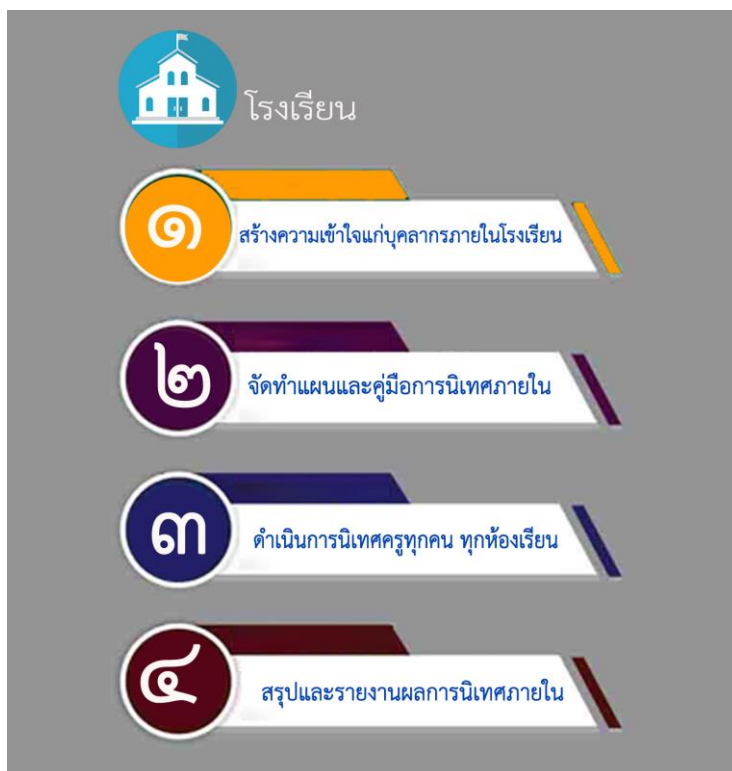 โรงเรียน
๑
สร้างความเข้าใจแก่บุคลากรภายในโรงเรียน
๒
จัดทำแผนและคู่มือการนิเทศภายใน
๓
ดำเนินการนิเทศครูทุกคน ทุกห้องเรียน
๔
สรุปและรายงานผลการนิเทศภายใน